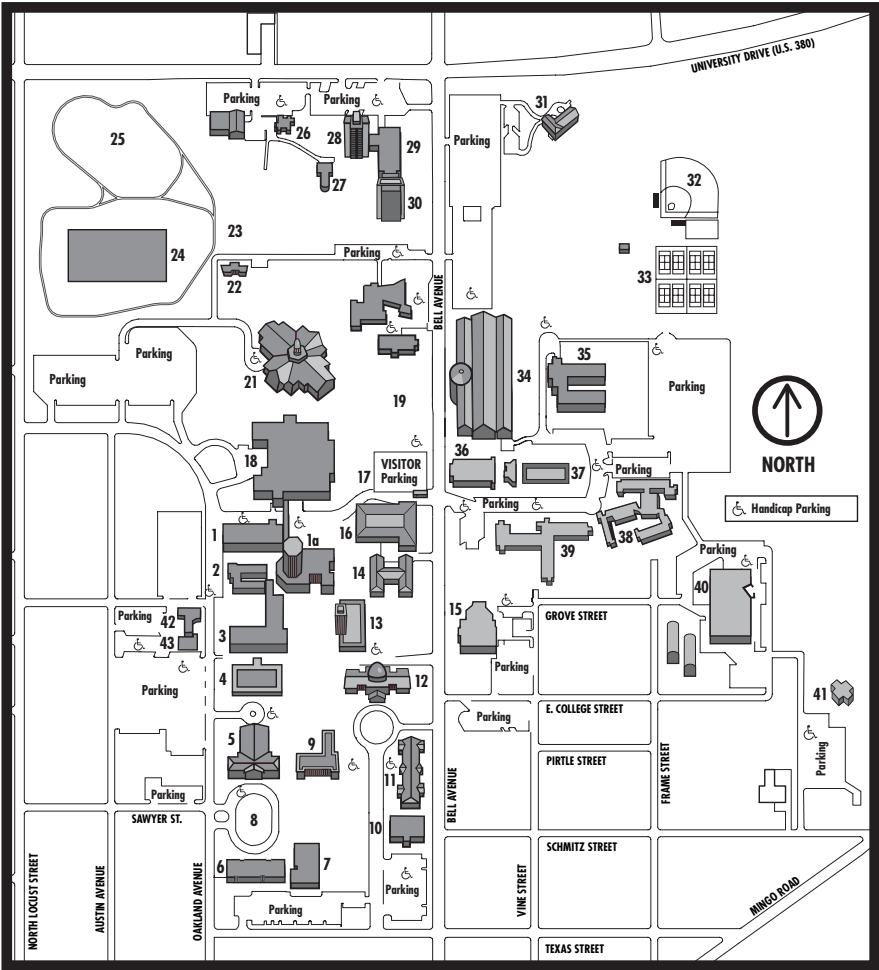 UNIVERSITY DRIVE (U.S. 380)
Parking
Parking
31
25
26
28
29
Parking
27
30
32
23
24
Parking
22
33
BELL AVENUE
Parking
Parking
21
34
35
Parking
19
NORTH
18
17
VISITOR
Parking
36
37
Parking
Handicap Parking
Parking
1
1a
16
38
39
Parking
2
14
40
Parking
42
43
3
13
15
GROVE STREET
Parking
4
12
Parking
41
5
9
Parking
E. COLLEGE STREET
11
PIRTLE STREET
FRAME STREET
Parking
BELL AVENUE
Parking
SAWYER ST.
8
10
SCHMITZ STREET
6
7
NORTH LOCUST STREET
AUSTIN AVENUE
OAKLAND AVENUE
Parking
Parking
VINE STREET
MINGO ROAD
TEXAS STREET